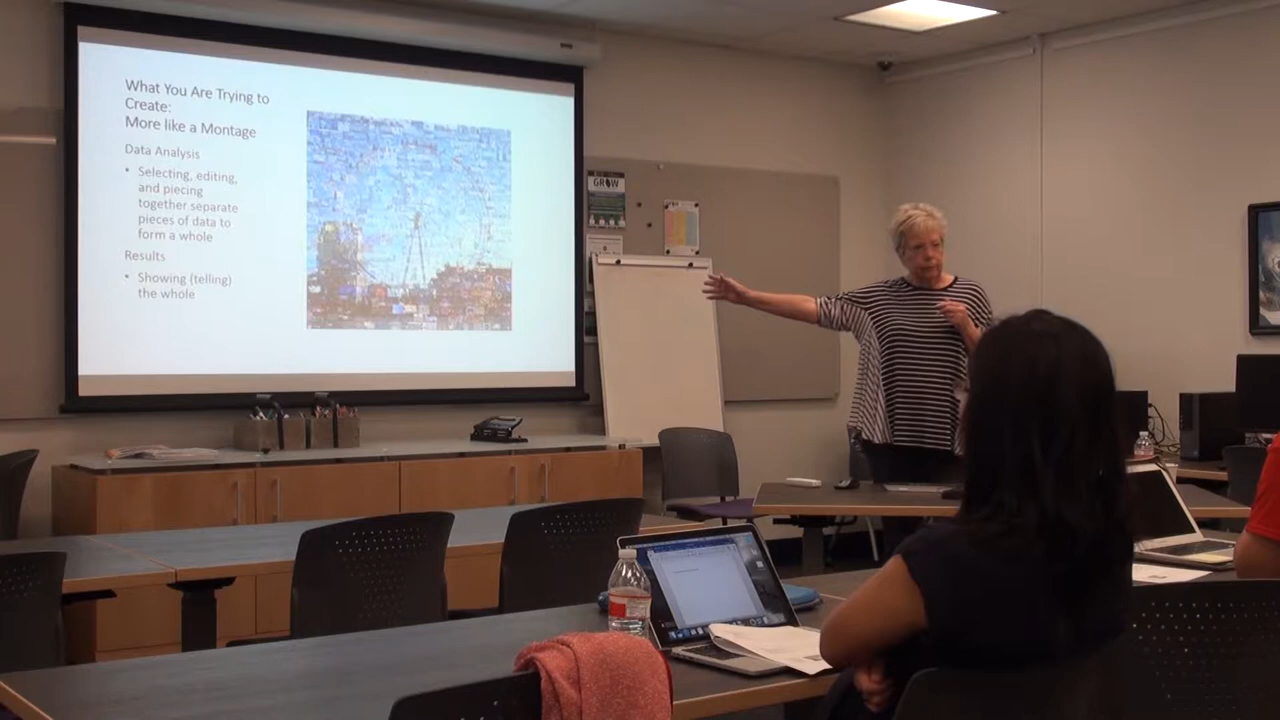 What You Are Trying to
Create:
More like a Montage
Data Analysis
• Selecting, editing,
and piecing
together separate
pieces of data to
form a whole
Results
• Showing (telling)
the whole
GROW